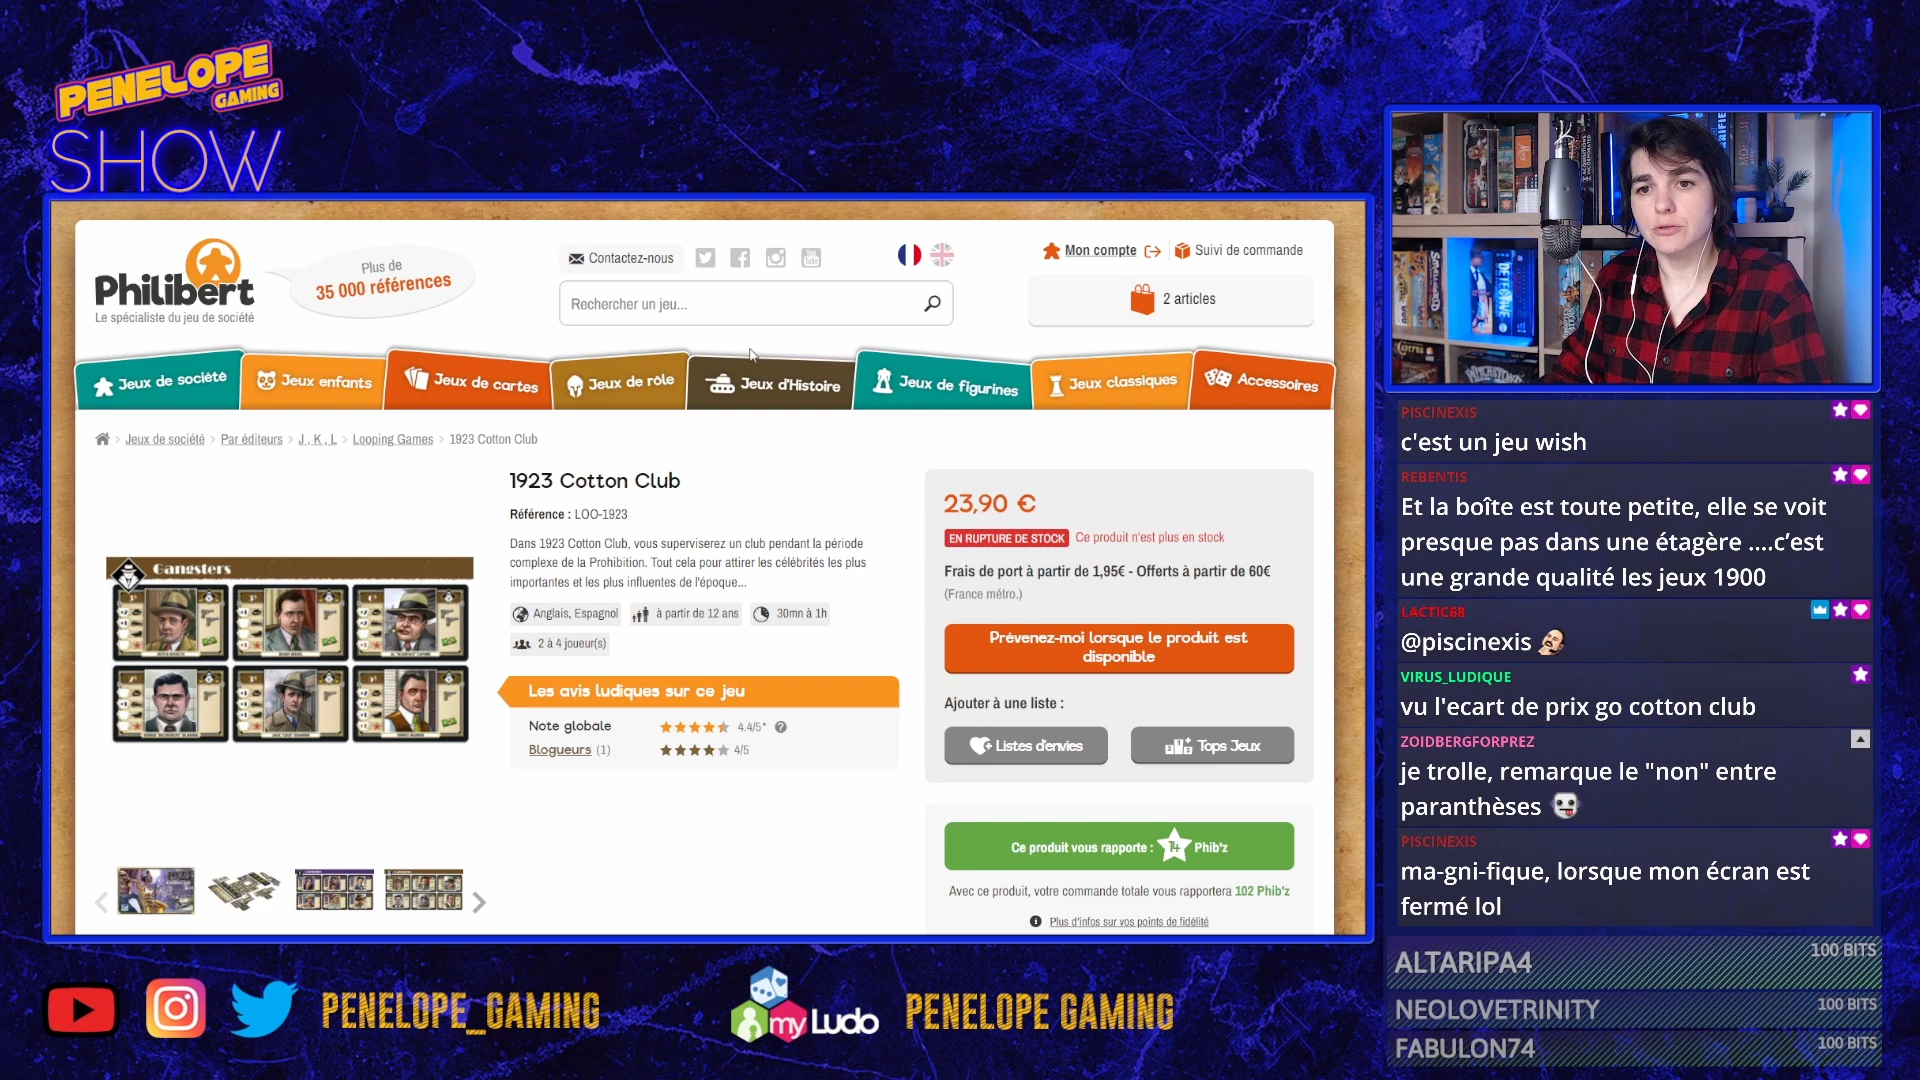 PENELOPE
GAMING
SHOW
Philibert
Le spécialiste du jeu de société
Plus de
35 000 références
Contactez-nous
Rechercher un jeu...
Mon compte
Suivi de commande
2 articles
Jeux de société
Jeux enfants
Jeux de cartes
Jeux de rôle
Jeux d'Histoire
Jeux de figurines
Jeux classiques
Accessoires
> Jeux de société > Par éditeurs > J , K , L > Looping Games > 1923 Cotton Club
Gangsters
1923 Cotton Club
Référence : LOO-1923
Dans 1923 Cotton Club, vous superviserez un club pendant la période
complexe de la Prohibition. Tout cela pour attirer les célébrités les plus
importantes et les plus influentes de l'époque...
Anglais, Espagnol
à partir de 12 ans
30mn à 1h
2 à 4 joueur(s)
Les avis ludiques sur ce jeu
Note globale
4.4/5*
Blogueurs (1)
4/5
23,90 €
EN RUPTURE DE STOCK Ce produit n'est plus en stock
Frais de port à partir de 1,95€ - Offerts à partir de 60€
(France métro.)
Prévenez-moi lorsque le produit est
disponible
Ajouter à une liste :
Listes d'envies
Tops Jeux
Ce produit vous rapporte : 14 Phib'z
Avec ce produit, votre commande totale vous rapportera 102 Phib'z
Plus d'infos sur vos points de fidélité
PISCINEXIS
c'est un jeu wish
REBENTIS
Et la boîte est toute petite, elle se voit
presque pas dans une étagère ....c'est
une grande qualité les jeux 1900
LACTIC68
@piscinexis
VIRUS_LUDIQUE
vu l'ecart de prix go cotton club
ZOIDBERGFORPREZ
je trolle, remarque le "non" entre
paranthèses
PISCINEXIS
ma-gni-fique, lorsque mon écran est
fermé lol
ALTARIPA4 100 BITS
NEOLOVETRINITY 100 BITS
FABULON74 100 BITS
PENELOPE_GAMING
myLudo
PENELOPE GAMING